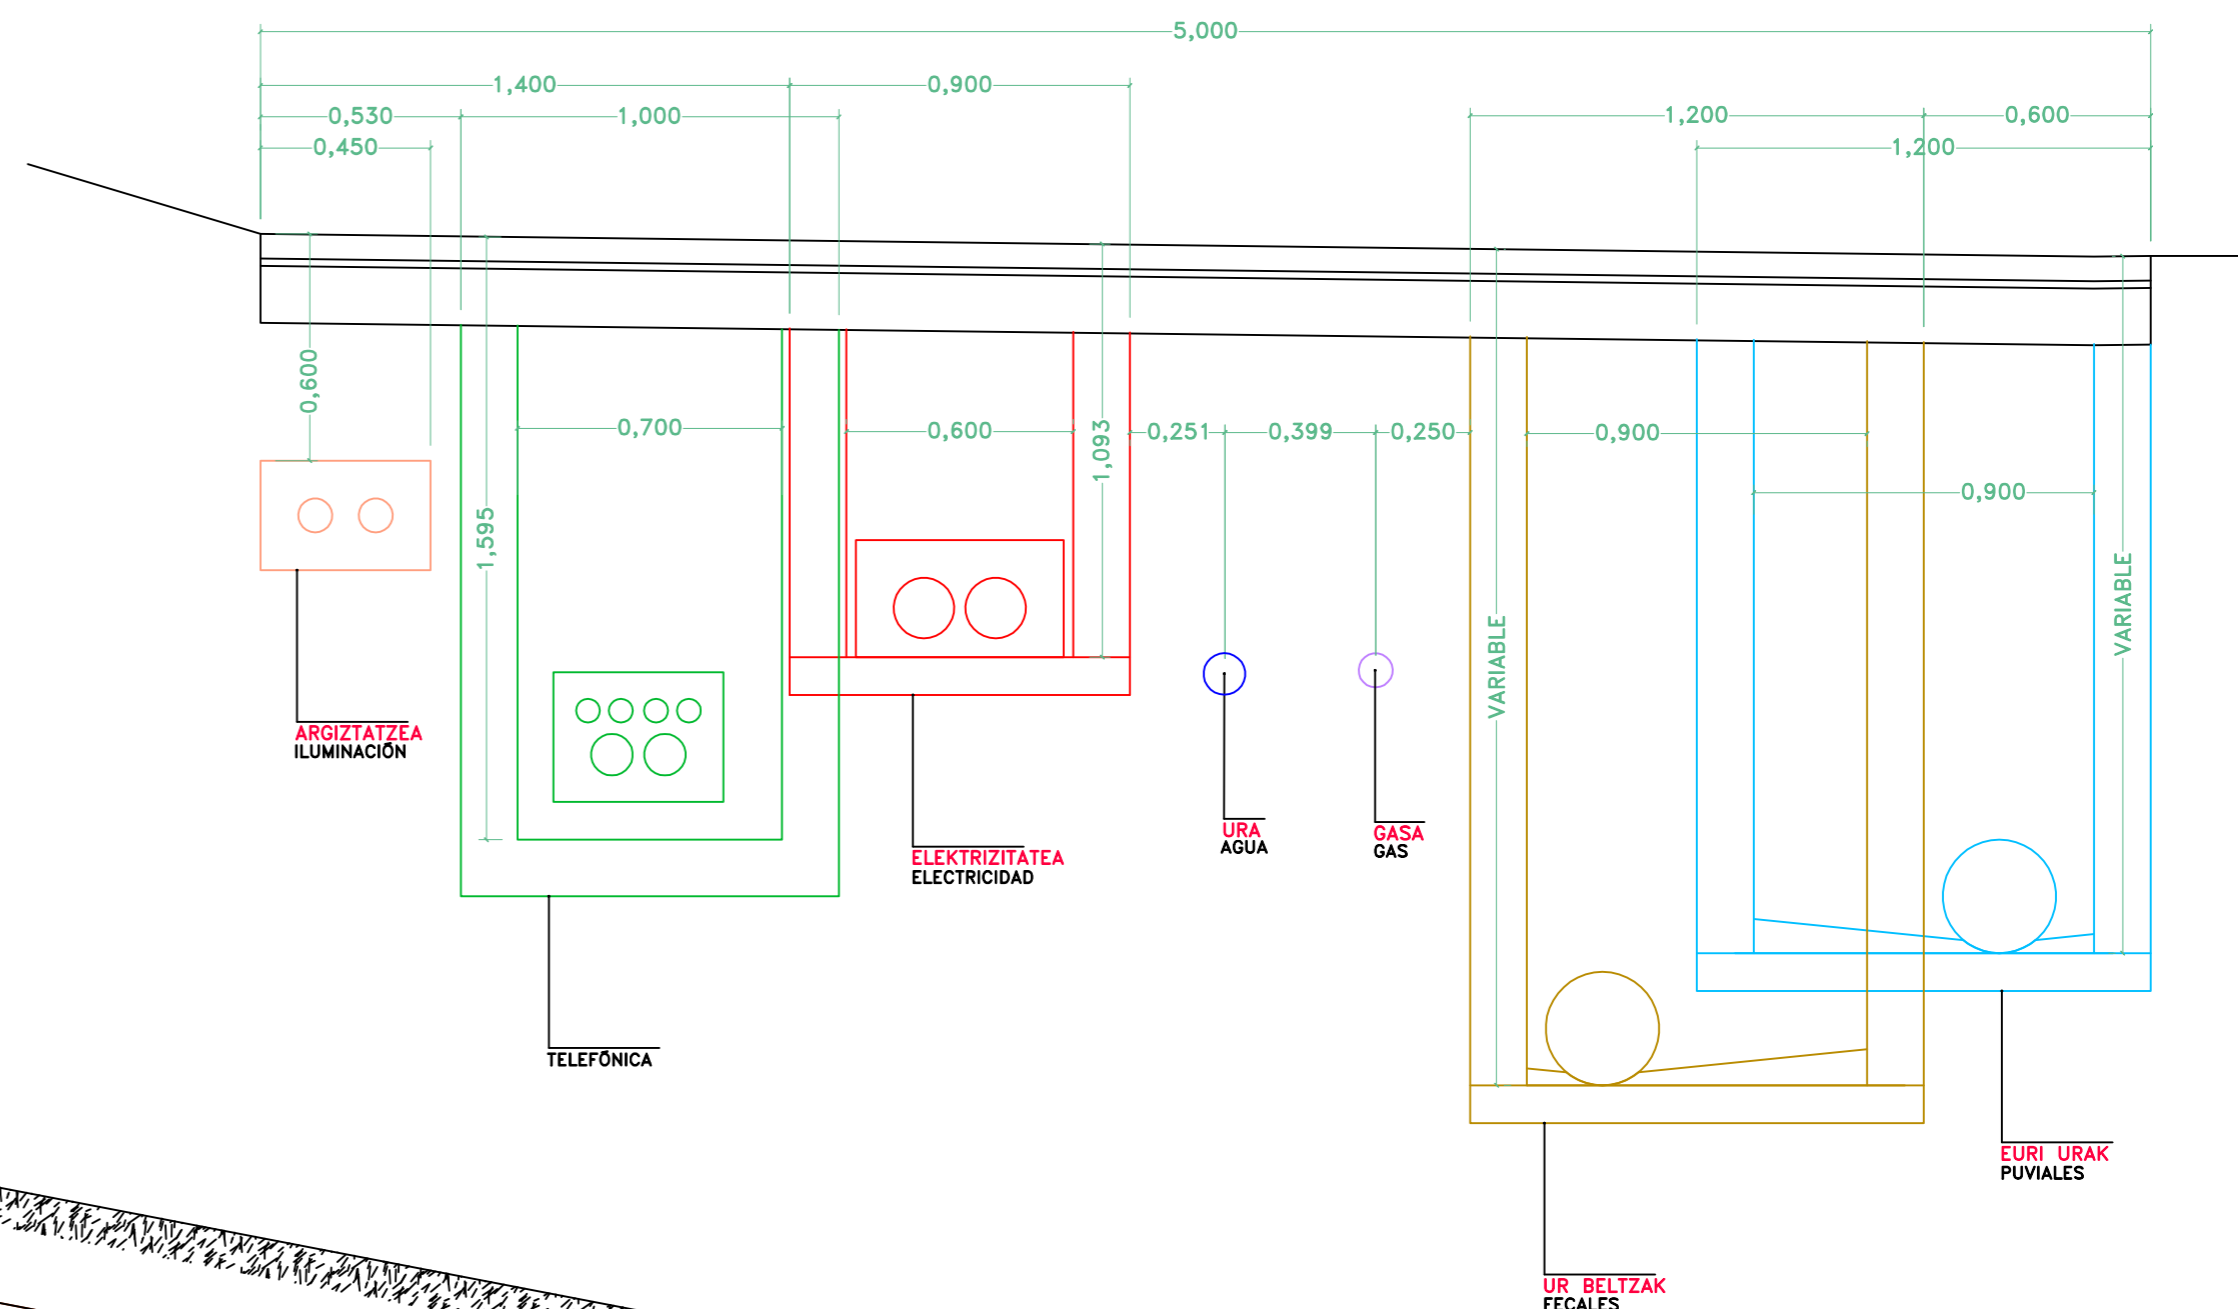 5,000
1,400
0,900
0,530
1,000
1,200
0,600
0,450
1,200
0,600
0,700
0,600
1,093
0,251
0,399
0,250
0,900
0,900
1,595
VARIABLE
VARIABLE
ARGIZTATZEA
ILUMINACIÓN
URA
AGUA
GASA
GAS
ELEKTRIZITATEA
ELECTRICIDAD
TELEFÓNICA
EURI URAK
PUVIALES
UR BELTZAK
FECALES